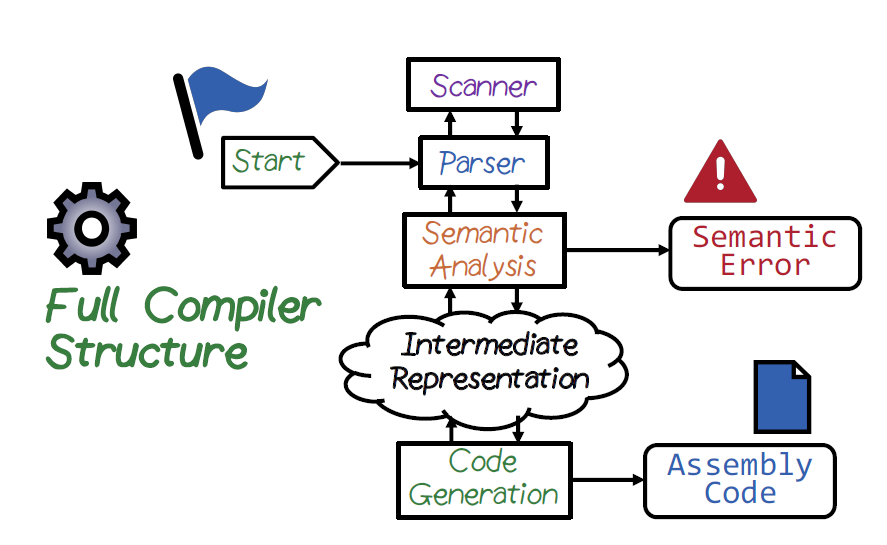 Scanner
Start
Parser
Semantic
Analysis
Semantic
Error
Full Compiler
Structure
Intermediate
Representation
Code
Generation
Assembly
Code